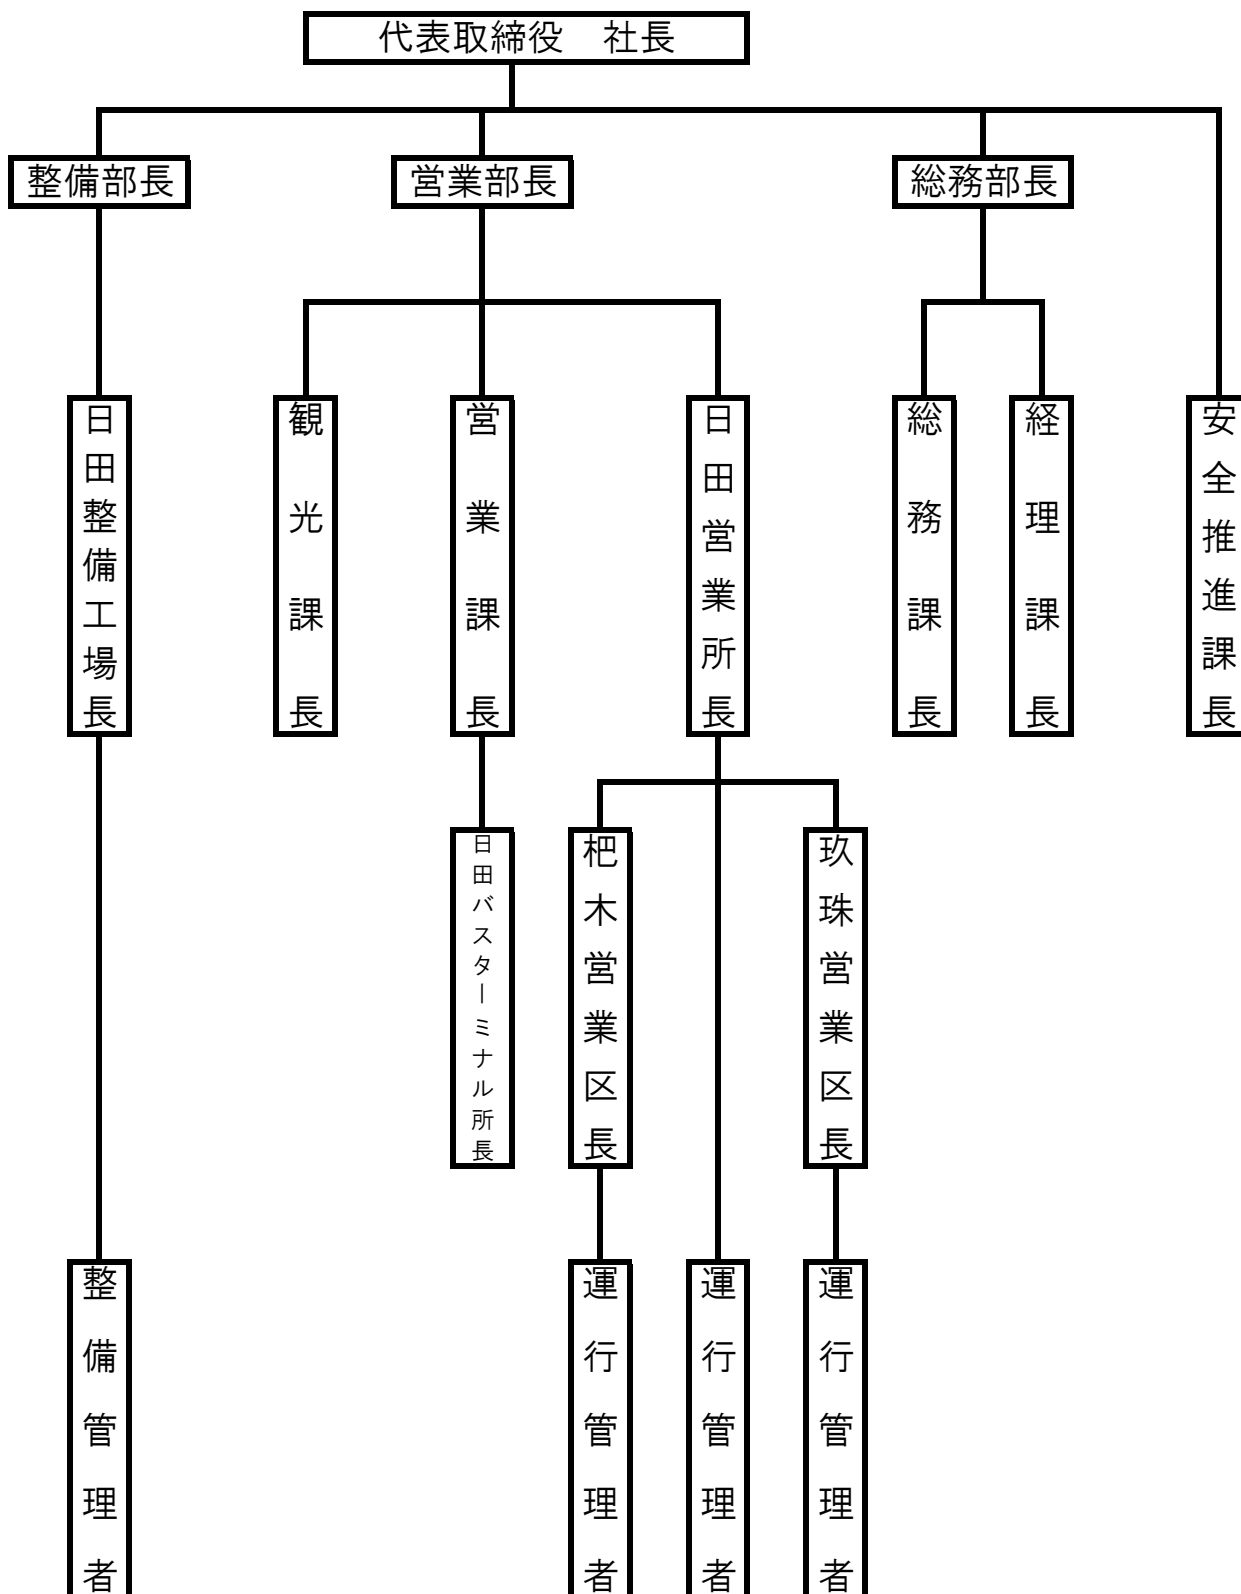 代表取締役　社長
整備部長
営業部長
総務部長
日田整備工場長
観光課長
営業課長
日田営業所長
総務課長
経理課長
安全推進課長
日田バスターミナル所長
杷木営業区長
玖珠営業区長
整備管理者
運行管理者
運行管理者
運行管理者